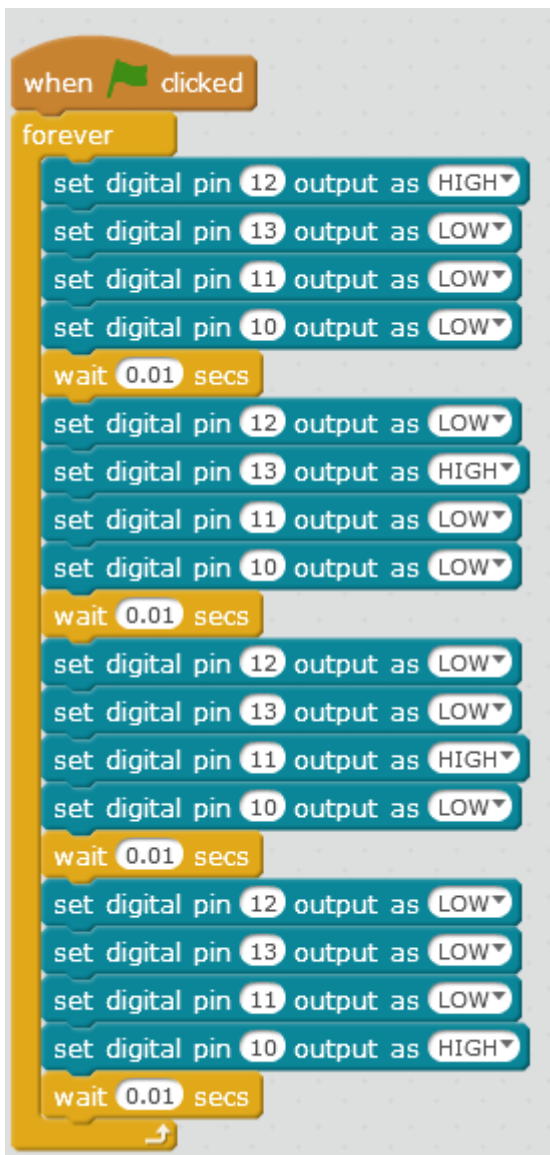 when clicked
forever
set digital pin 12 output as HIGH
set digital pin 13 output as LOW
set digital pin 11 output as LOW
set digital pin 10 output as LOW
wait 0.01 secs
set digital pin 12 output as LOW
set digital pin 13 output as HIGH
set digital pin 11 output as LOW
set digital pin 10 output as LOW
wait 0.01 secs
set digital pin 12 output as LOW
set digital pin 13 output as LOW
set digital pin 11 output as HIGH
set digital pin 10 output as LOW
wait 0.01 secs
set digital pin 12 output as LOW
set digital pin 13 output as LOW
set digital pin 11 output as LOW
set digital pin 10 output as HIGH
wait 0.01 secs